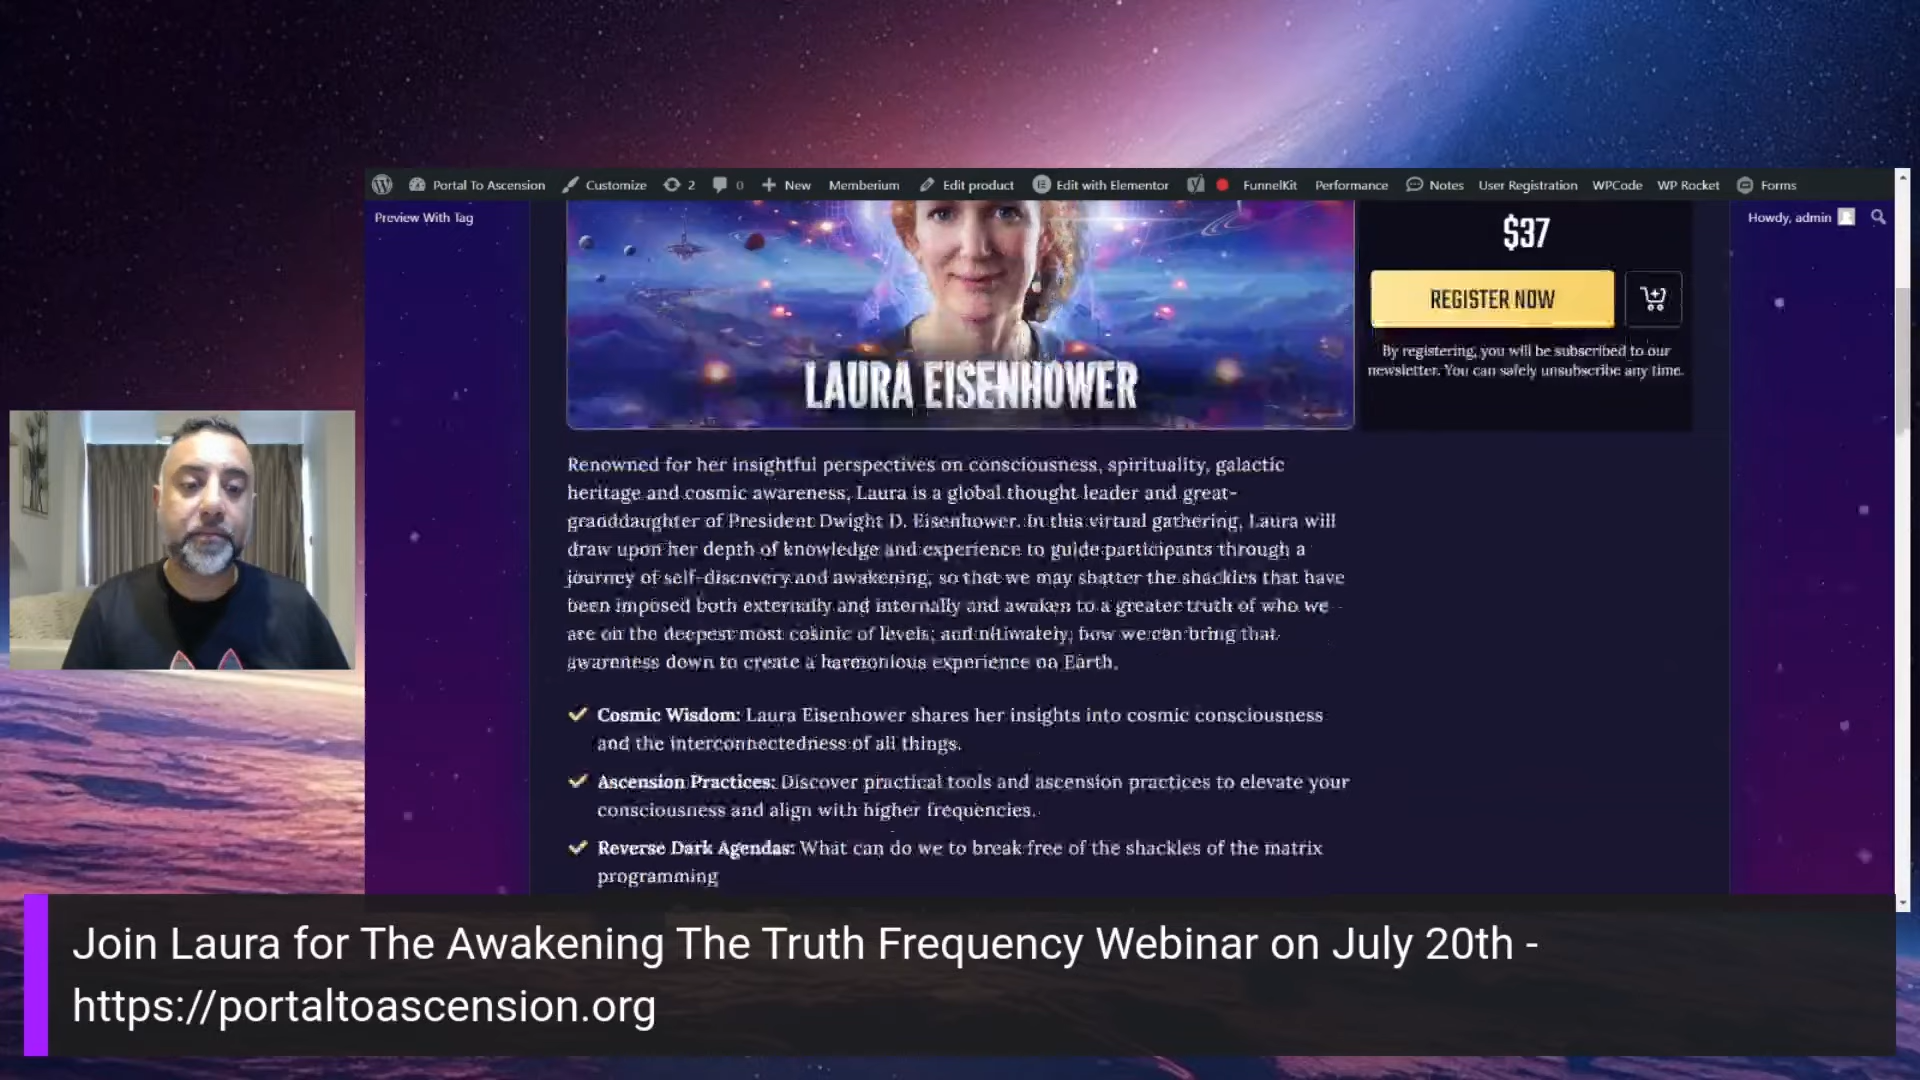 Portal To Ascension Customize 2 0 New Memberium Edit product Edit with Elementor FunnelKit Performance Notes User Registration WPCode WP Rocket Forms
Preview With Tag
Howdy, admin
$37
REGISTER NOW
By registering, you will be subscribed to our
newsletter. You can safely unsubscribe any time.
LAURA EISENHOWER
Renowned for her insightful perspectives on consciousness, spirituality, galactic
heritage and cosmic awareness, Laura is a global thought leader and great-
granddaughter of President Dwight D. Eisenhower. In this virtual gathering, Laura will
draw upon her depth of knowledge and experience to guide participants through a
journey of self-discovery and awakening, so that we may shatter the shackles that have
been imposed both externally and internally and awaken to a greater truth of who we
are on the deepest most cosmic of levels; and ultimately, how we can bring that
awareness down to create a harmonious experience on Earth.
Cosmic Wisdom: Laura Eisenhower shares her insights into cosmic consciousness
and the interconnectedness of all things.
Ascension Practices: Discover practical tools and ascension practices to elevate your
consciousness and align with higher frequencies.
Reverse Dark Agendas: What can do we to break free of the shackles of the matrix
programming
Join Laura for The Awakening The Truth Frequency Webinar on July 20th -
https://portaltoascension.org